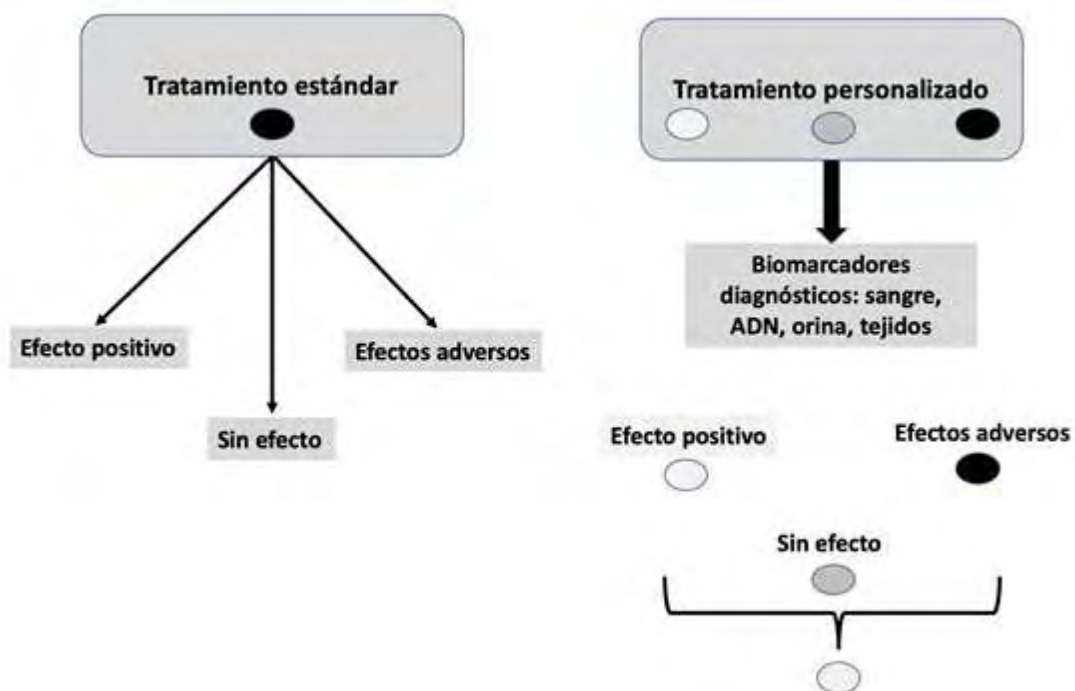 Tratamiento estándar
Efecto positivo
Efectos adversos
Sin efecto
Tratamiento personalizado
Biomarcadores
diagnósticos: sangre,
ADN, orina, tejidos
Efecto positivo
Efectos adversos
Sin efecto